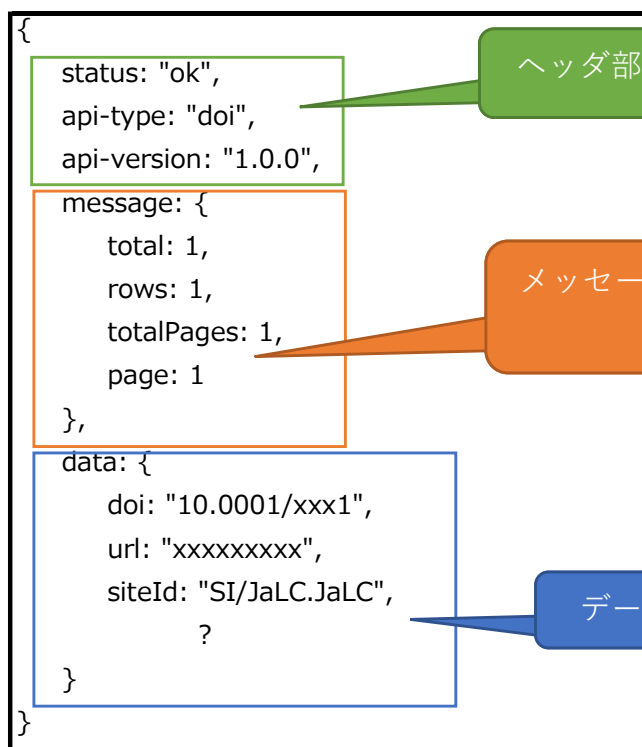 {
status: "ok",
api-type: "doi",
api-version: "1.0.0",
ヘッダ部
message: {
total: 1,
rows: 1,
totalPages: 1,
page: 1
},
メッセー
data: {
doi: "10.0001/xxx1",
url: "xxxxxxxxx",
siteId: "SI/JaLC.JaLC",
?
}
デー
}